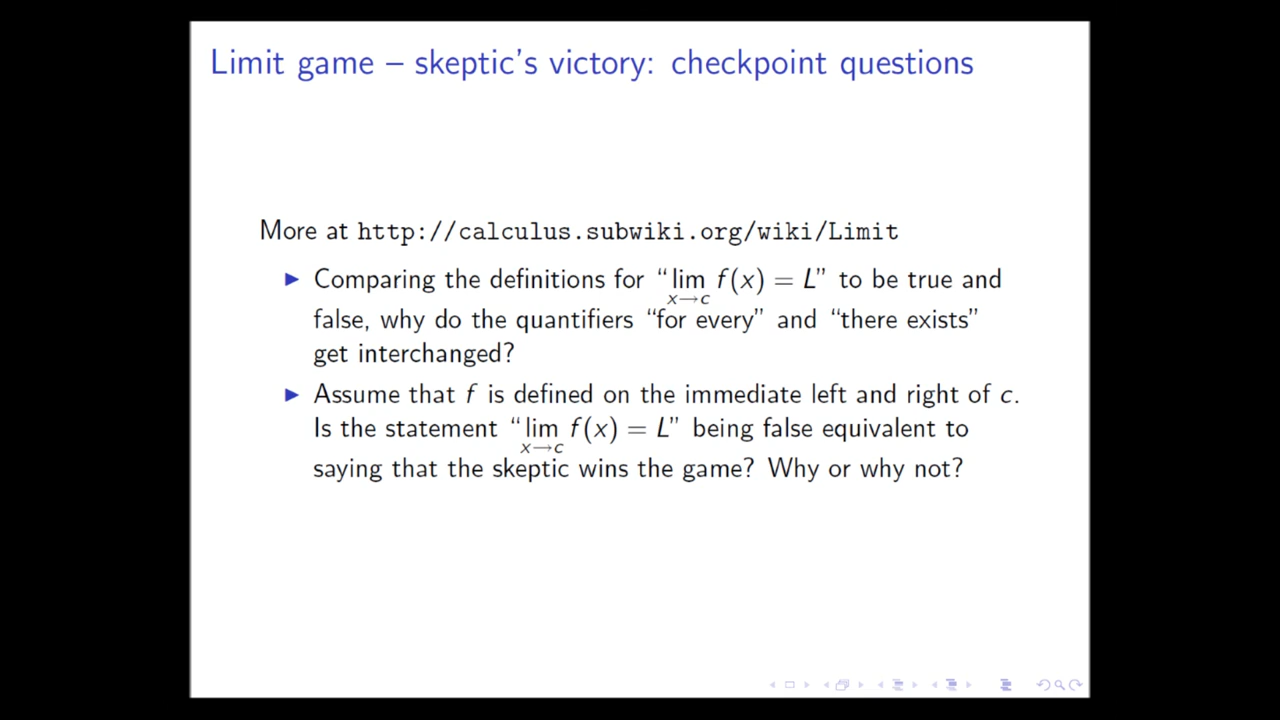 Limit game – skeptic's victory: checkpoint questions
More at http://calculus.subwiki.org/wiki/Limit
▶ Comparing the definitions for “lim f(x) = L” to be true and
x→c
false, why do the quantifiers “for every” and “there exists”
get interchanged?
▶ Assume that f is defined on the immediate left and right of c.
Is the statement “lim f(x) = L” being false equivalent to
x→c
saying that the skeptic wins the game? Why or why not?